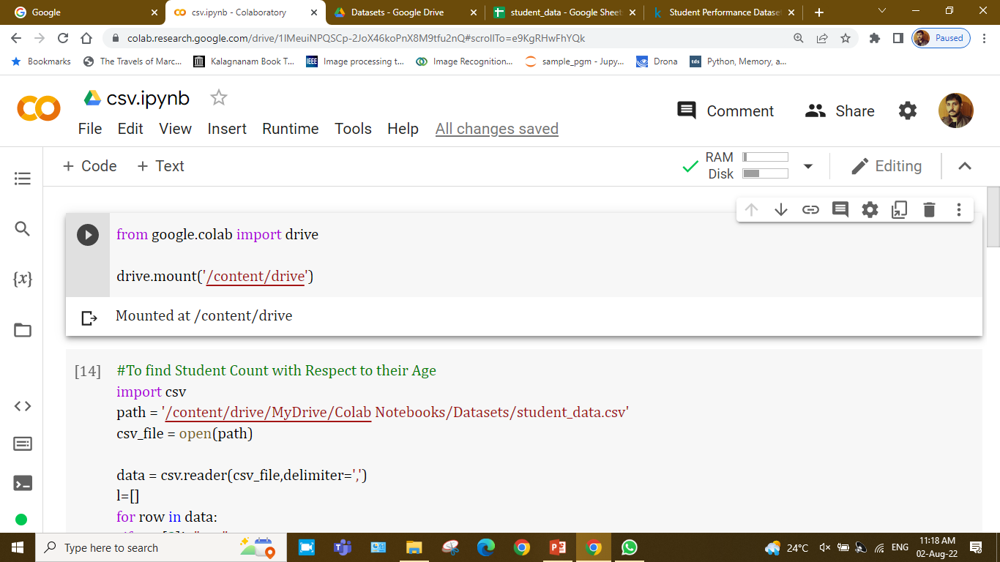 Google
csv.ipynb - Colaboratory
Datasets - Google Drive
student_data - Google Sheets
Student Performance Dataset
colab.research.google.com/drive/1IMeuiNPQSCp-2JoX46koPnX8M9tfu2nQ#scrollTo=e9KgRHwFhYQk
Paused
Bookmarks
The Travels of Marc...
Kalagnanam Book T...
IEEE
Image processing t...
Image Recognition...
sample_pgm - Jupy...
Drona
tds
Python, Memory, a...
csv.ipynb
Comment
Share
File Edit View Insert Runtime Tools Help All changes saved
+ Code + Text
RAM
Disk
Editing
{x}
from google.colab import drive
drive.mount('/content/drive')
Mounted at /content/drive
[14]
#To find Student Count with Respect to their Age
import csv
path = '/content/drive/MyDrive/Colab Notebooks/Datasets/student_data.csv'
csv_file = open(path)
data = csv.reader(csv_file,delimiter=',')
l=[]
for row in data:
Type here to search
24°C
ENG
11:18 AM
02-Aug-22